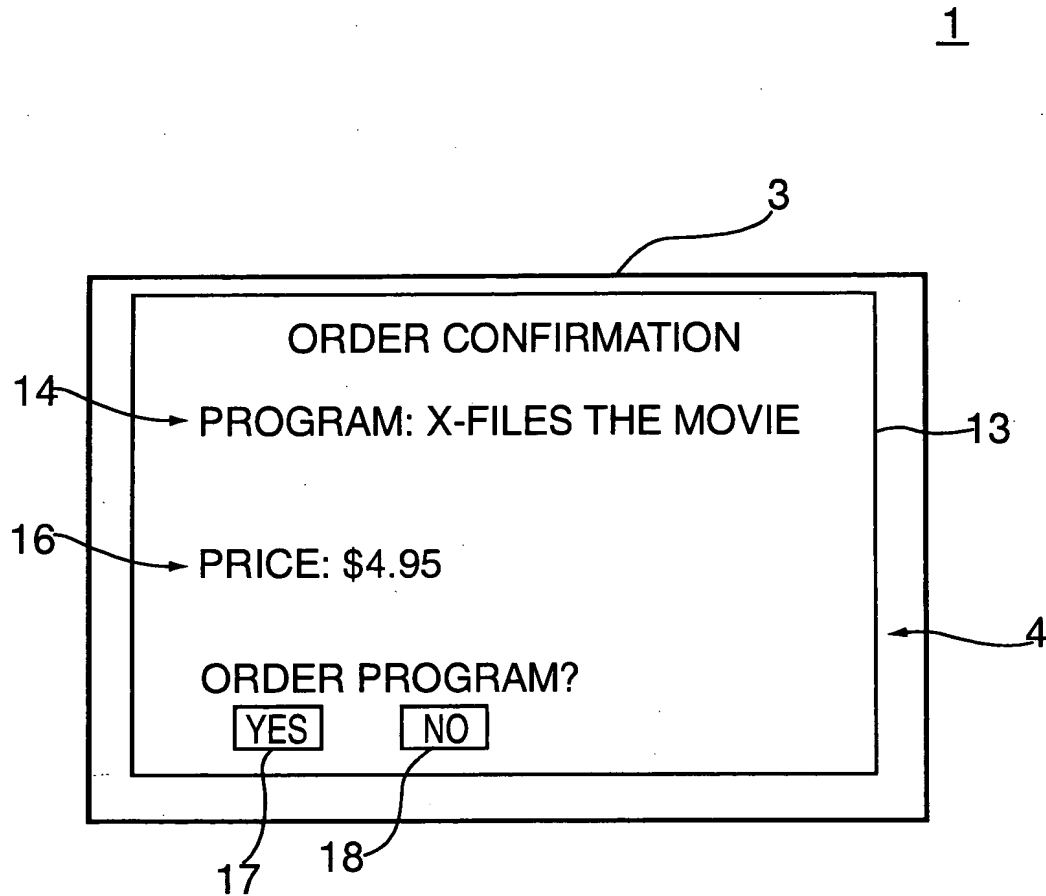 1
3
ORDER CONFIRMATION
14
PROGRAM: X-FILES THE MOVIE
13
16
PRICE: $4.95
4
ORDER PROGRAM?
YES NO
17
18